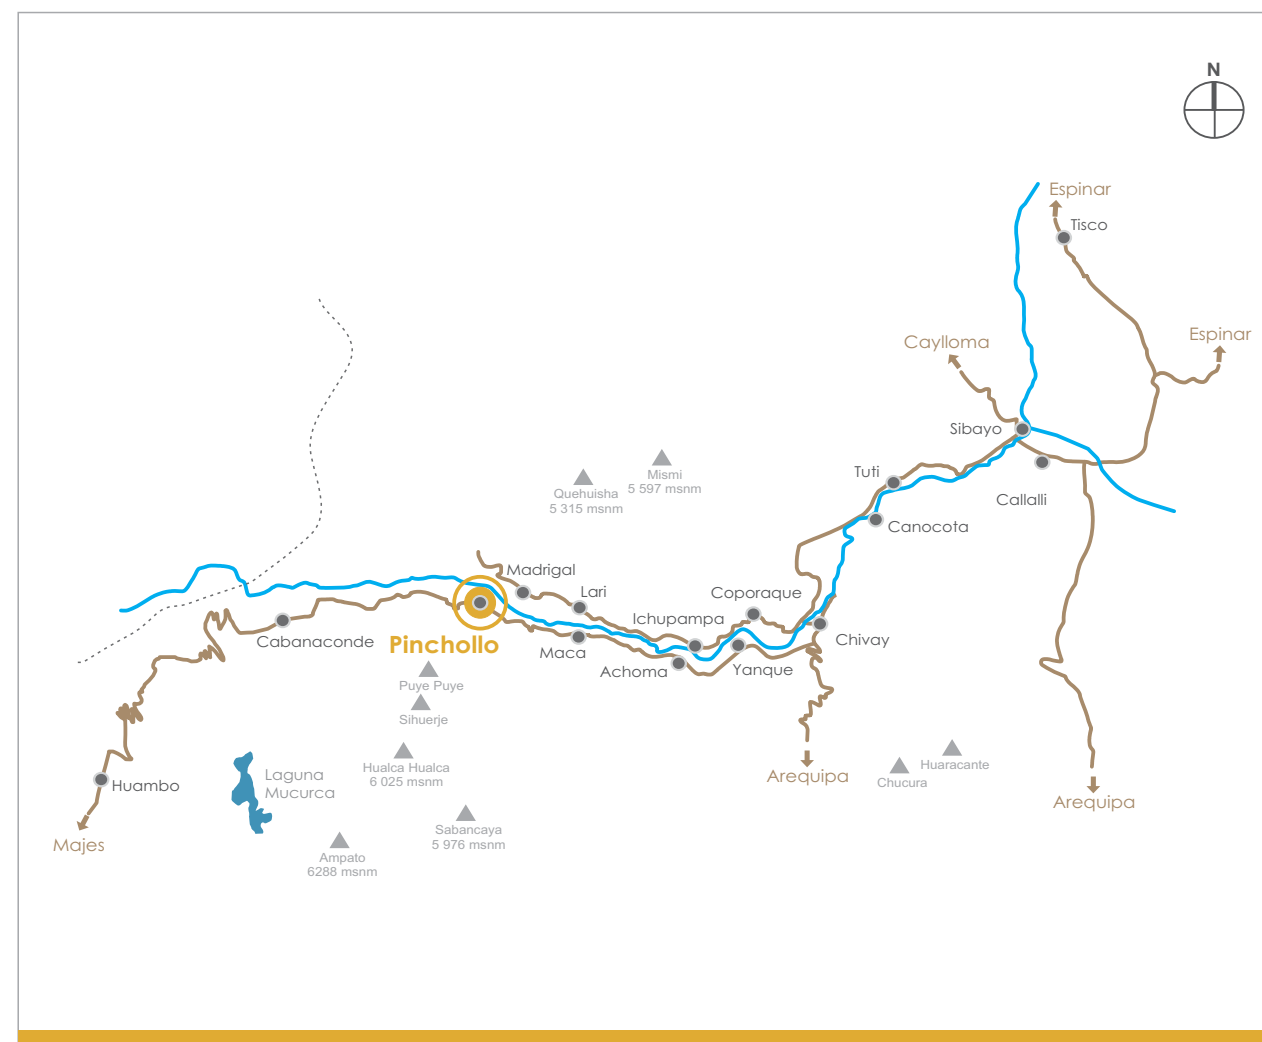 N
Espinar
Tisco
Espinar
Caylloma
Sibayo
Mismi
5 597 msnm
Tuti
Quehuisha
5 315 msnm
Callalli
Canocota
Madrigal
Lari
Coporaque
Ichupampa
Cabanaconde
Pinchollo
Maca
Chivay
Achoma
Yanque
Puye Puye
Sihuerje
Hualca Hualca
6 025 msnm
Huaracante
Laguna
Mucurca
Arequipa
Chucura
Huambo
Arequipa
Sabancaya
5 976 msnm
Majes
Ampato
6288 msnm